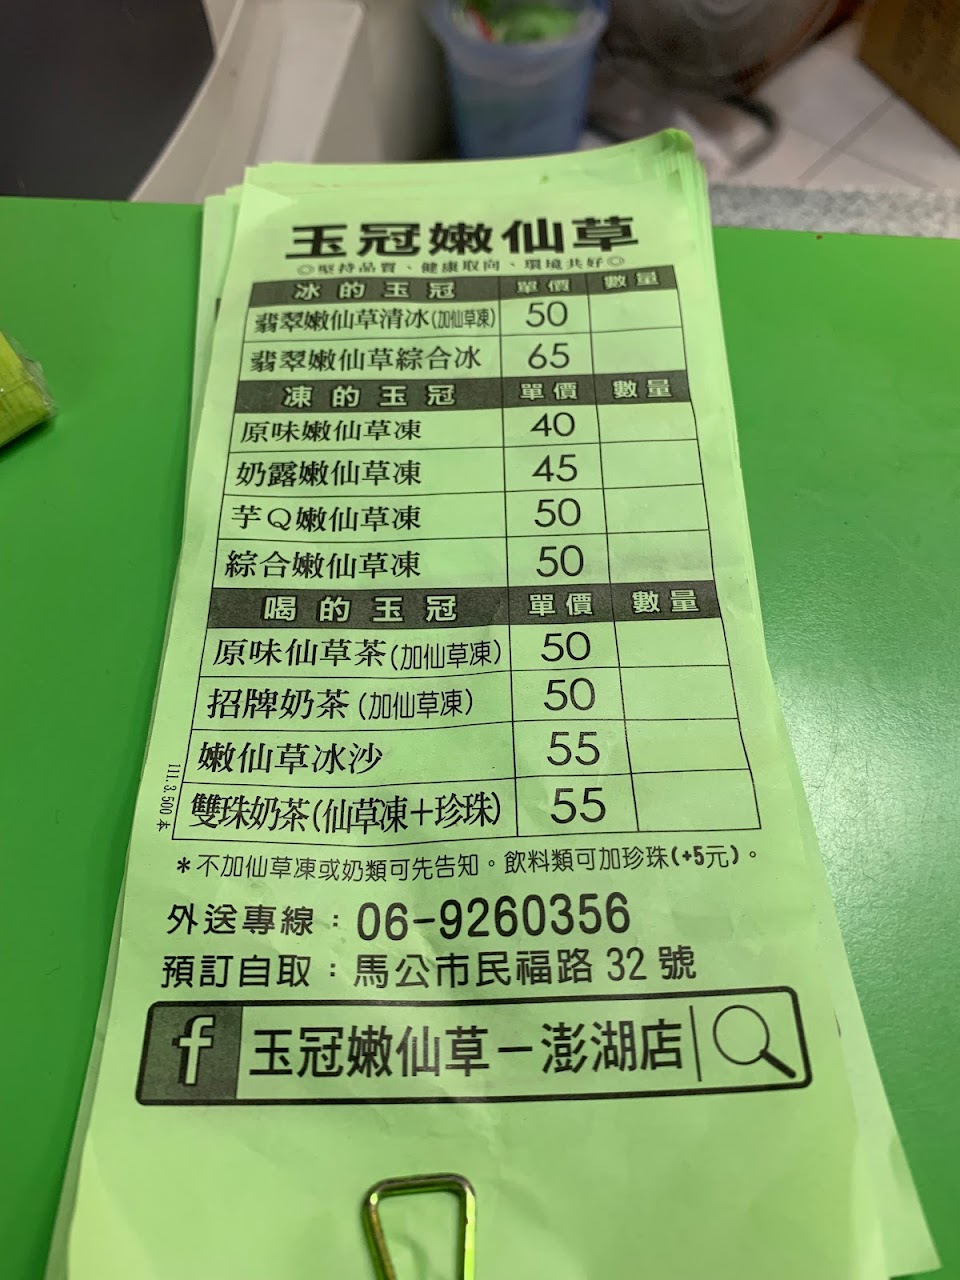 玉冠嫩仙草
◎堅持品質、健康取向、環境共好◎
冰的玉冠 單價 數量
翡翠嫩仙草清冰(加仙草凍) 50
翡翠嫩仙草綜合冰 65
凍的玉冠 單價 數量
原味嫩仙草凍 40
奶露嫩仙草凍 45
芋Q嫩仙草凍 50
綜合嫩仙草凍 50
喝的玉冠 單價 數量
原味仙草茶(加仙草凍) 50
招牌奶茶(加仙草凍) 50
嫩仙草冰沙 55
雙珠奶茶(仙草凍+珍珠) 55
111.3.500本
*不加仙草凍或奶類可先告知。飲料類可加珍珠(+5元)。
外送專線：06-9260356
預訂自取：馬公市民福路32號
f 玉冠嫩仙草－澎湖店